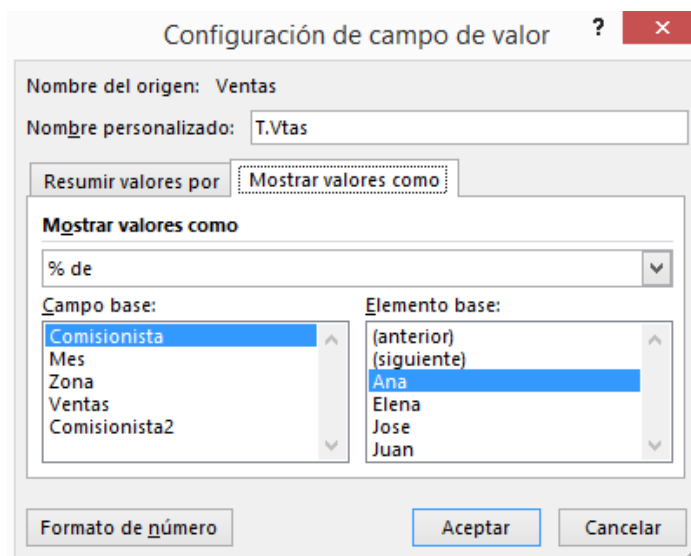 Configuración de campo de valor ?
Nombre del origen: Ventas
Nombre personalizado: T.Vtas
Resumir valores por Mostrar valores como
Mostrar valores como
% de
Campo base: Elemento base:
Comisionista (anterior)
Mes (siguiente)
Zona Ana
Ventas Elena
Comisionista2 Jose
Juan
Formato de número Aceptar Cancelar